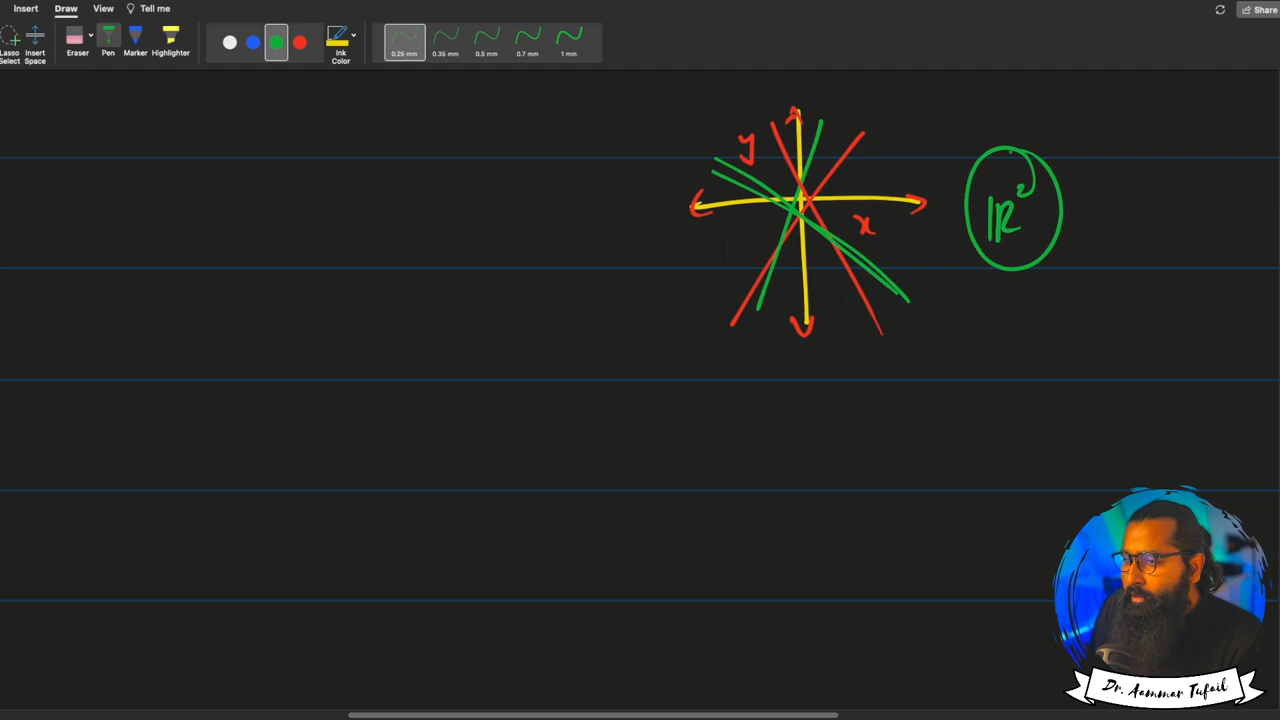 Insert Draw View Tell me
Share
Lasso Select
Insert Space
Eraser
Pen
Marker
Highlighter
Ink Color
0.25 mm
0.35 mm
0.5 mm
0.7 mm
1 mm
y
x
ℝ²
Dr. Aammar Tufail